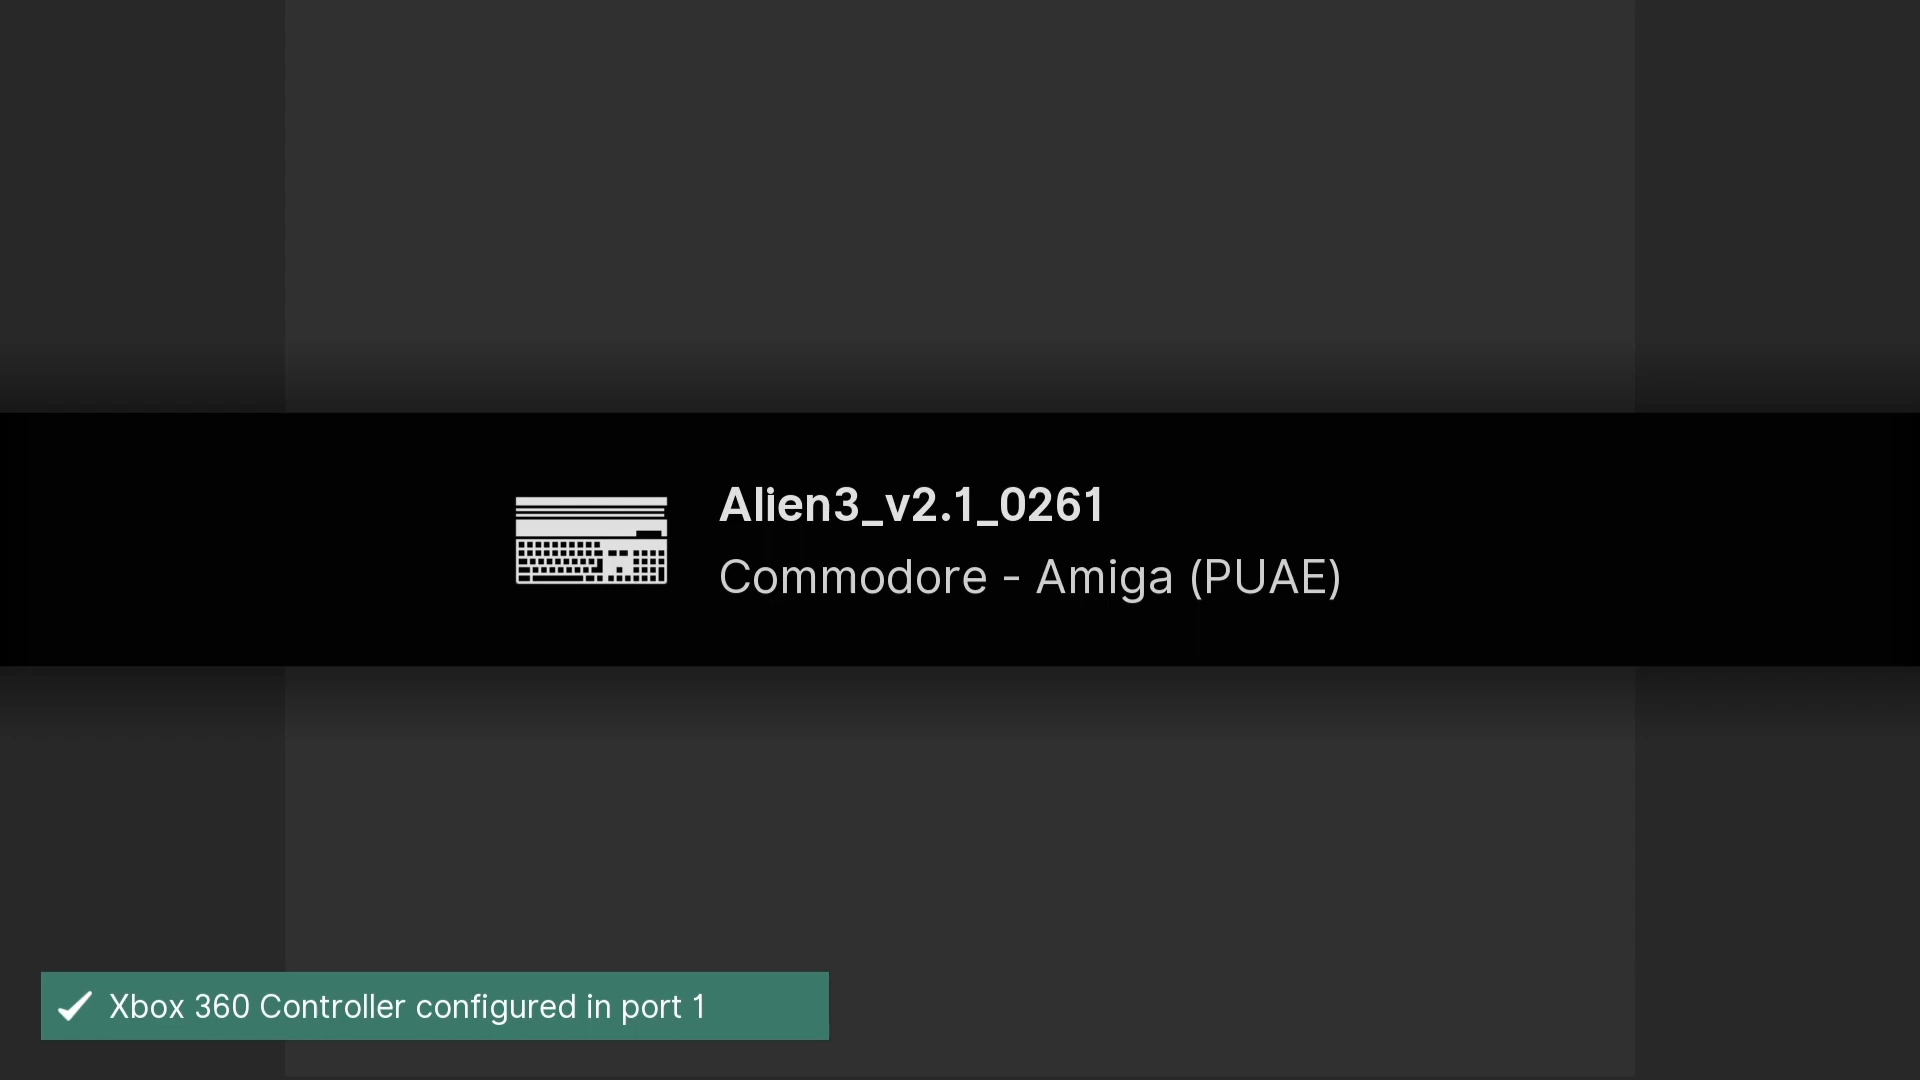 Alien3_v2.1_0261
Commodore - Amiga (PUAE)
Xbox 360 Controller configured in port 1